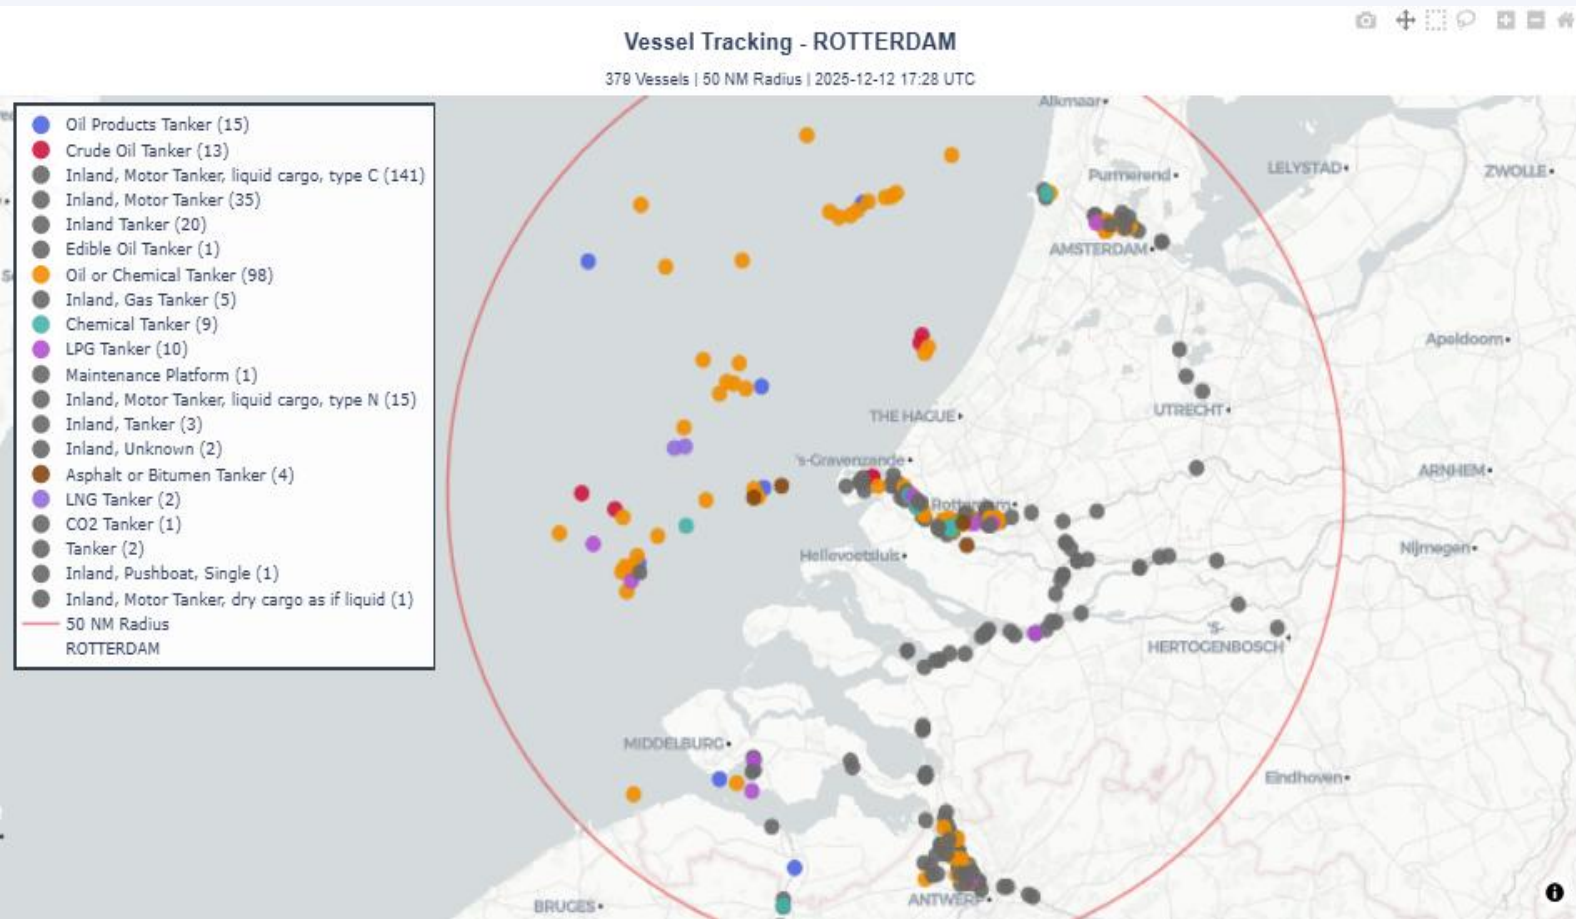 Vessel Tracking - ROTTERDAM
379 Vessels | 50 NM Radius | 2025-12-12 17:28 UTC
Oil Products Tanker (15)
Crude Oil Tanker (13)
Inland, Motor Tanker, liquid cargo, type C (141)
Inland, Motor Tanker (35)
Inland Tanker (20)
Edible Oil Tanker (1)
Oil or Chemical Tanker (98)
Inland, Gas Tanker (5)
Chemical Tanker (9)
LPG Tanker (10)
Maintenance Platform (1)
Inland, Motor Tanker, liquid cargo, type N (15)
Inland, Tanker (3)
Inland, Unknown (2)
Asphalt or Bitumen Tanker (4)
LNG Tanker (2)
CO2 Tanker (1)
Tanker (2)
Inland, Pushboat, Single (1)
Inland, Motor Tanker, dry cargo as if liquid (1)
50 NM Radius
ROTTERDAM
Alkmaar
Purmerend
LELYSTAD
ZWOLLE
AMSTERDAM
Apeldoorn
UTRECHT
THE HAGUE
's-Gravenzande
ARNHEM
Rotterdam
Hellevoetsluis
Nijmegen
'S-
HERTOGENBOSCH
MIDDELBURG
Eindhoven
ANTWERP
BRUGES